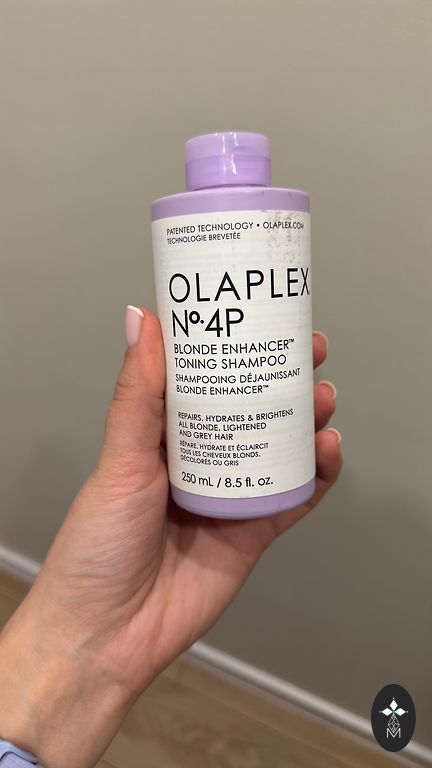 PATENTED TECHNOLOGY • OLAPLEX.COM
TECHNOLOGIE BREVETÉE
OLAPLEX.
Nº.4P
BLONDE ENHANCER™
TONING SHAMPOO
SHAMPOOING DÉJAUNISSANT
BLONDE ENHANCER™
REPAIRS, HYDRATES & BRIGHTENS
ALL BLONDE, LIGHTENED
AND GREY HAIR
RÉPARE, HYDRATE ET ÉCLAIRCIT
TOUS LES CHEVEUX BLONDS,
DÉCOLORÉS OU GRIS
250 mL / 8.5 fl. oz.
M